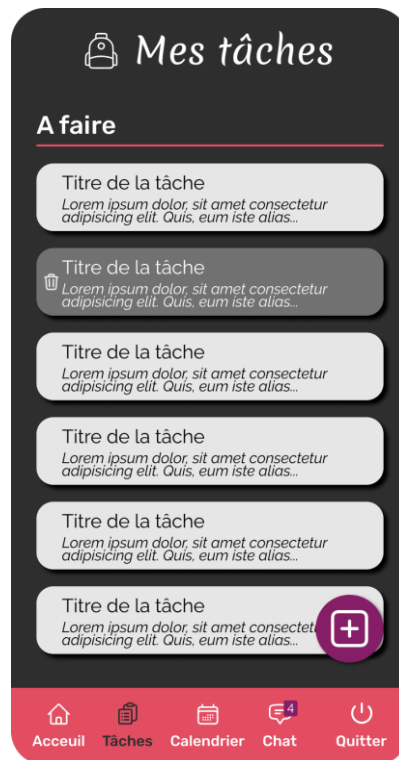 Mes tâches
A faire
Titre de la tâche
Lorem ipsum dolor, sit amet consectetur
adipisicing elit. Quis, eum iste alias...
Titre de la tâche
Lorem ipsum dolor, sit amet consectetur
adipisicing elit. Quis, eum iste alias...
Titre de la tâche
Lorem ipsum dolor, sit amet consectetur
adipisicing elit. Quis, eum iste alias...
Titre de la tâche
Lorem ipsum dolor, sit amet consectetur
adipisicing elit. Quis, eum iste alias...
Titre de la tâche
Lorem ipsum dolor, sit amet consectetur
adipisicing elit. Quis, eum iste alias...
Titre de la tâche
Lorem ipsum dolor, sit amet consectet
adipisicing elit. Quis, eum iste alias...
4
Acceuil Tâches Calendrier Chat Quitter